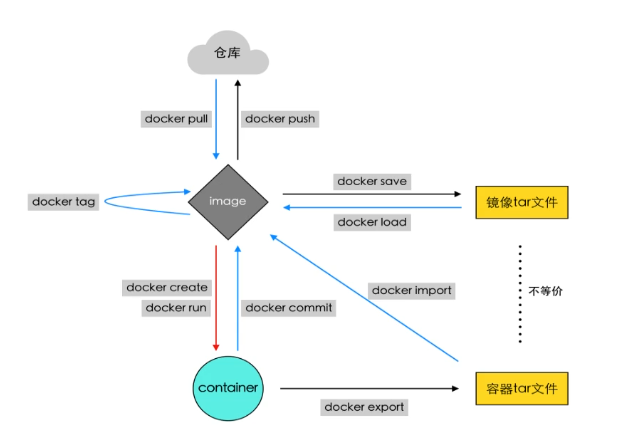 仓库
docker pull
docker push
docker save
docker tag
image
镜像tar文件
docker load
docker create
docker import
不等价
docker run
docker commit
container
容器tar文件
docker export